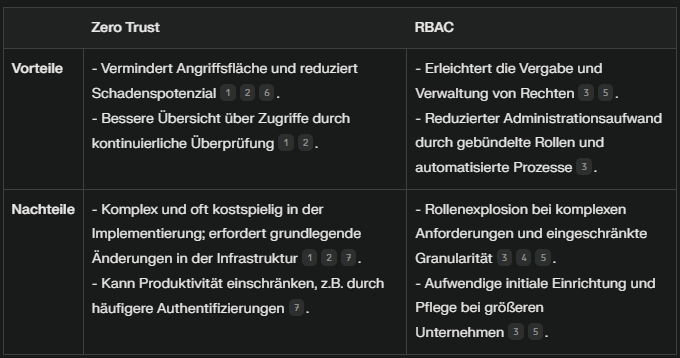 Zero Trust
RBAC
Vorteile
- Vermindert Angriffsfläche und reduziert
Schadenspotenzial 1 2 6 .
- Bessere Übersicht über Zugriffe durch
kontinuierliche Überprüfung 1 2 .
- Erleichtert die Vergabe und
Verwaltung von Rechten 3 5 .
- Reduzierter Administrationsaufwand
durch gebündelte Rollen und
automatisierte Prozesse 3 .
Nachteile
- Komplex und oft kostspielig in der
Implementierung; erfordert grundlegende
Änderungen in der Infrastruktur 1 2 7 .
- Kann Produktivität einschränken, z.B. durch
häufigere Authentifizierungen 7 .
- Rollenexplosion bei komplexen
Anforderungen und eingeschränkte
Granularität 3 4 5 .
- Aufwendige initiale Einrichtung und
Pflege bei größeren
Unternehmen 3 5 .